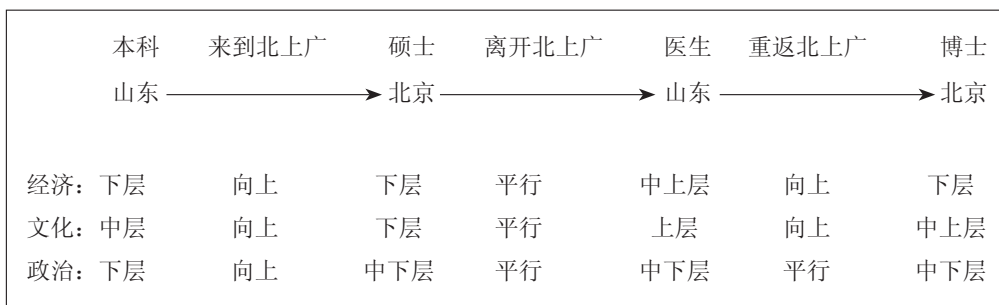 本科 来到北上广 硕士 离开北上广 医生 重返北上广 博士
山东 北京 山东 北京
经济：下层 向上 下层 平行 中上层 向上 下层
文化：中层 向上 下层 平行 上层 向上 中上层
政治：下层 向上 中下层 平行 中下层 平行 中下层